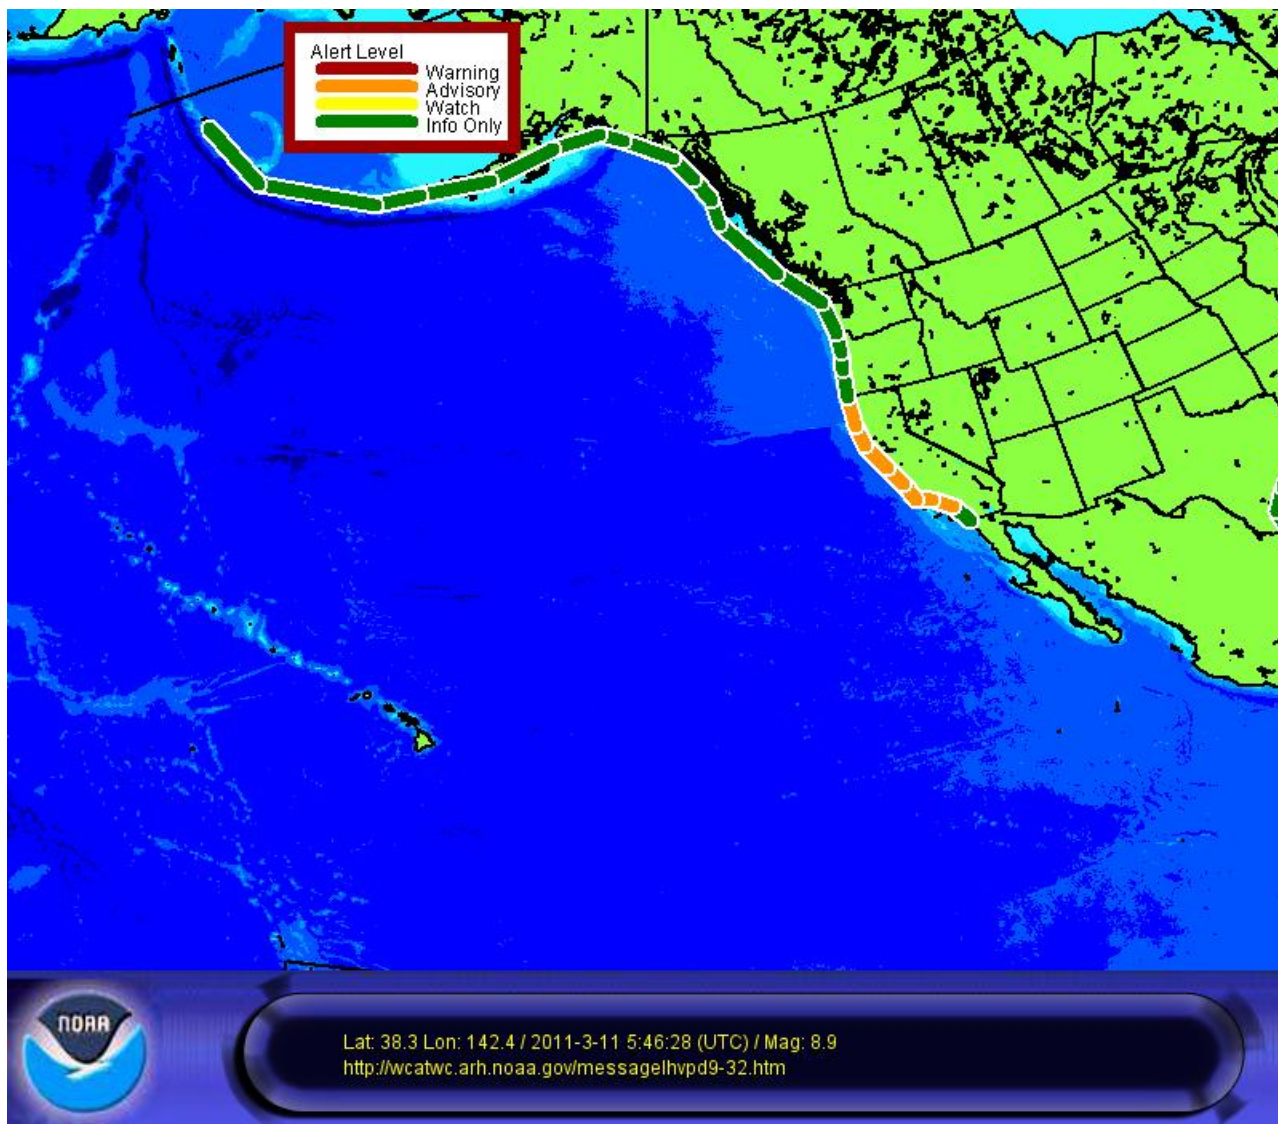 Alert Level
Warning
Advisory
Watch
Info Only
NOAA
Lat: 38.3 Lon: 142.4 / 2011-3-11 5:46:28 (UTC) / Mag: 8.9
http://wcatwc.arh.noaa.gov/messagelhvpd9-32.htm